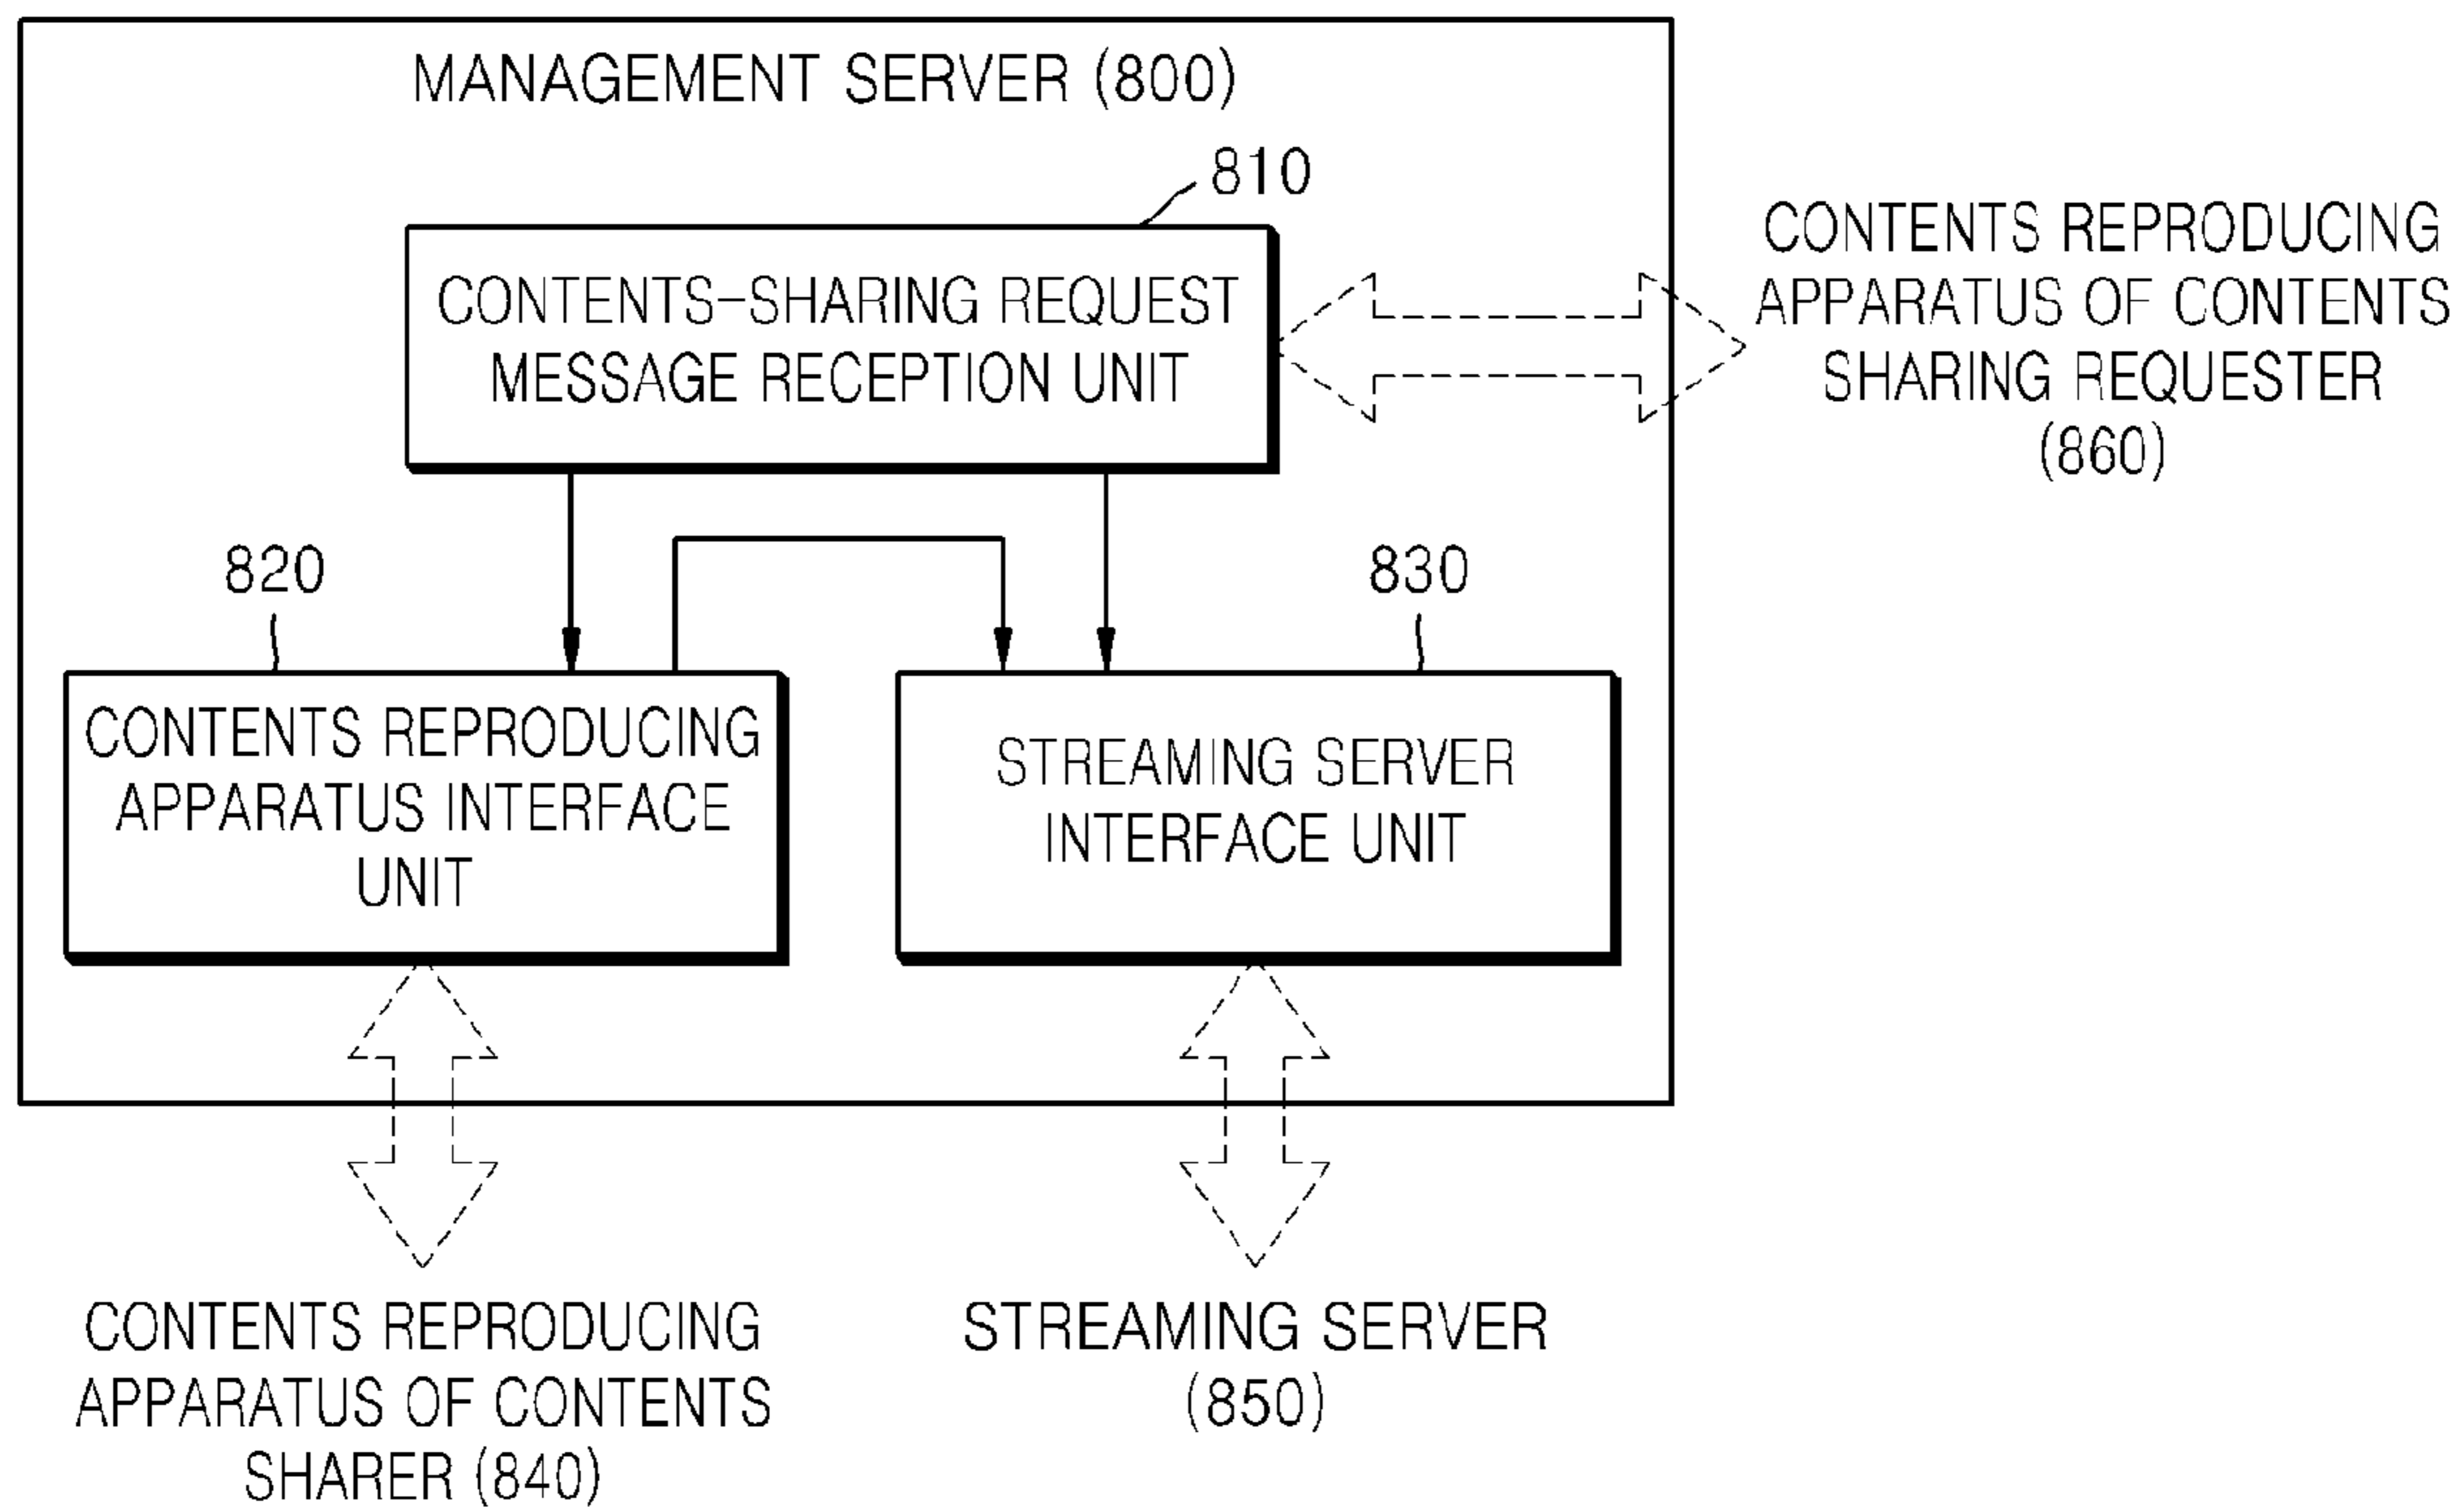 MANAGEMENT SERVER (800)
810
CONTENTS-SHARING REQUEST
MESSAGE RECEPTION UNIT
CONTENTS REPRODUCING
APPARATUS OF CONTENTS
SHARING REQUESTER
(860)
820
830
CONTENTS REPRODUCING
APPARATUS INTERFACE
UNIT
STREAMING SERVER
INTERFACE UNIT
CONTENTS REPRODUCING
APPARATUS OF CONTENTS
SHARER (840)
STREAMING SERVER
(850)